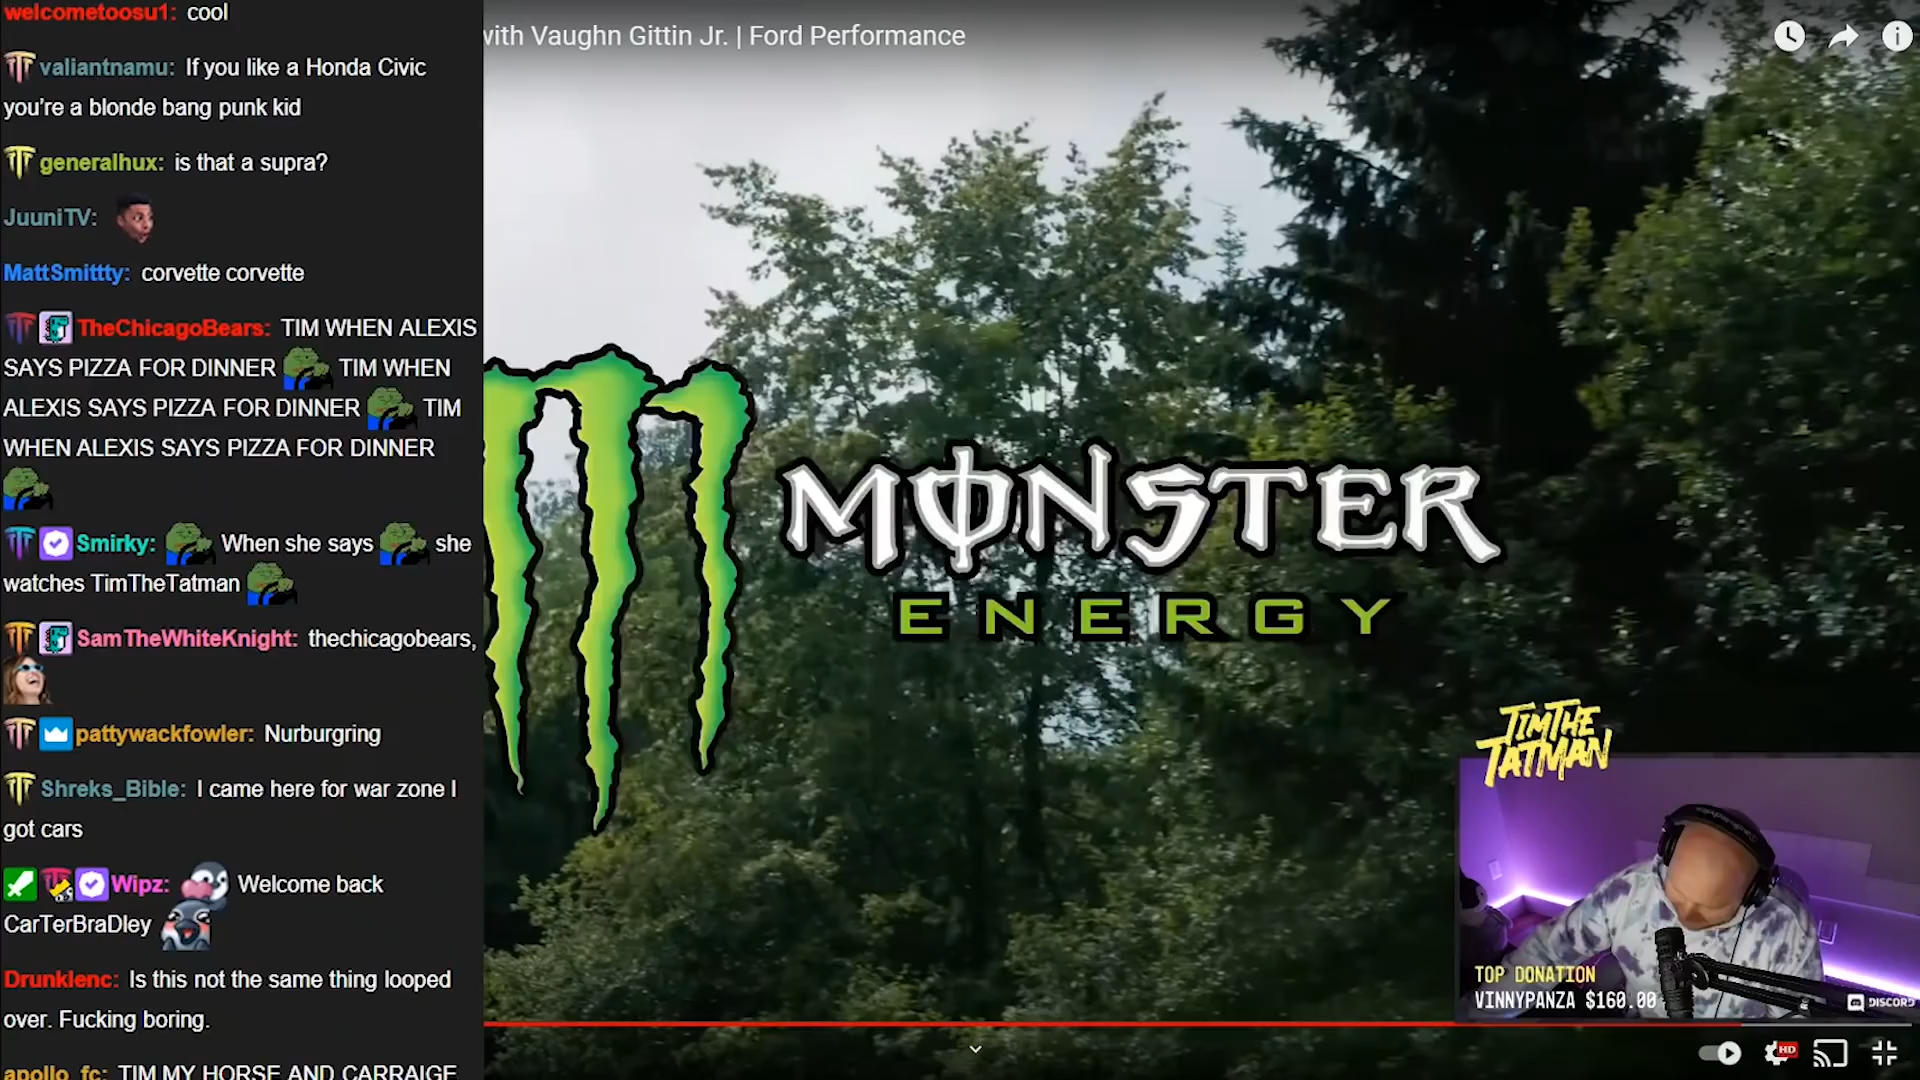 welcometoosu1: cool
valiantnamu: If you like a Honda Civic
you're a blonde bang punk kid
generalhux: is that a supra?
JuuniTV:
MattSmittty: corvette corvette
TheChicagoBears: TIM WHEN ALEXIS
SAYS PIZZA FOR DINNER TIM WHEN
ALEXIS SAYS PIZZA FOR DINNER TIM
WHEN ALEXIS SAYS PIZZA FOR DINNER
Smirky: When she says she
watches TimTheTatman
SamTheWhiteKnight: thechicagobears,
pattywackfowler: Nurburgring
Shreks_Bible: I came here for war zone I
got cars
Wipz: Welcome back
CarTerBraDley
Drunklenc: Is this not the same thing looped
over. Fucking boring.
apollo_fc: TIM MY HORSE AND CARRAIGE
with Vaughn Gittin Jr. | Ford Performance
MONSTER
ENERGY
TIMTHE
TATMAN
TOP DONATION
VINNYPANZA $160.00
DISCORD
HD